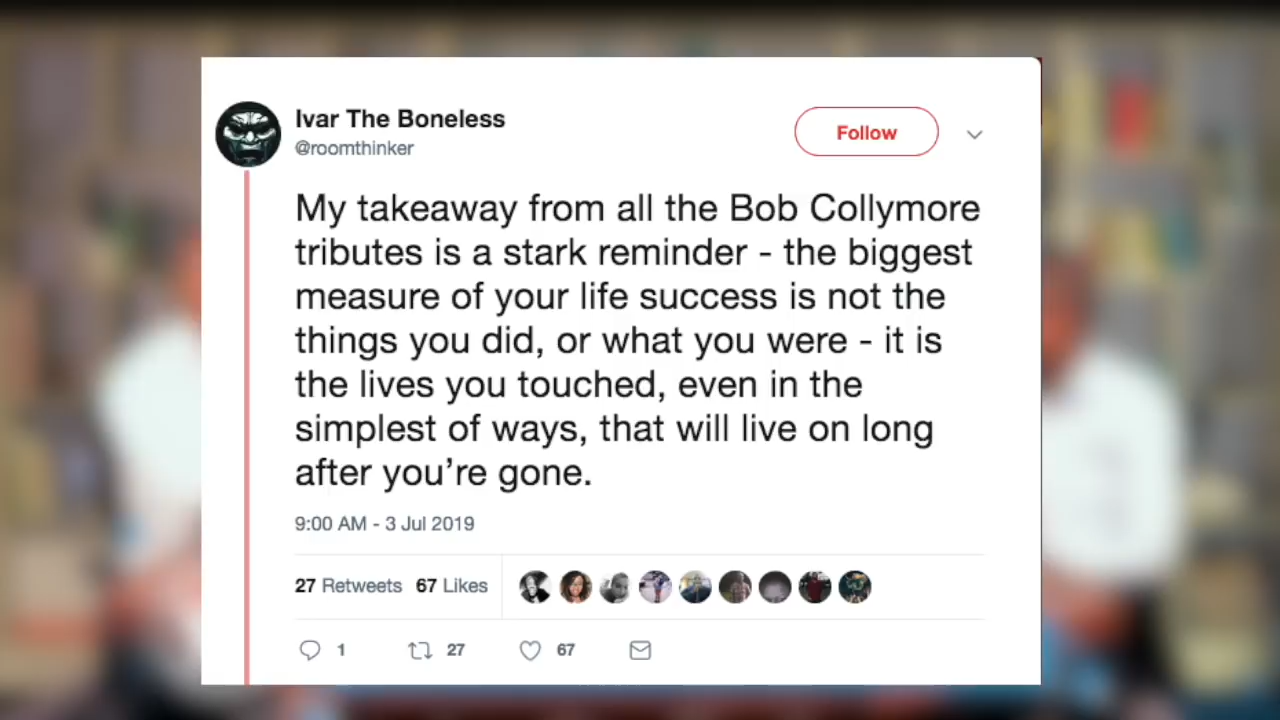 Ivar The Boneless
@roomthinker
Follow
My takeaway from all the Bob Collymore
tributes is a stark reminder - the biggest
measure of your life success is not the
things you did, or what you were - it is
the lives you touched, even in the
simplest of ways, that will live on long
after you’re gone.
9:00 AM - 3 Jul 2019
27 Retweets 67 Likes
1 27 67